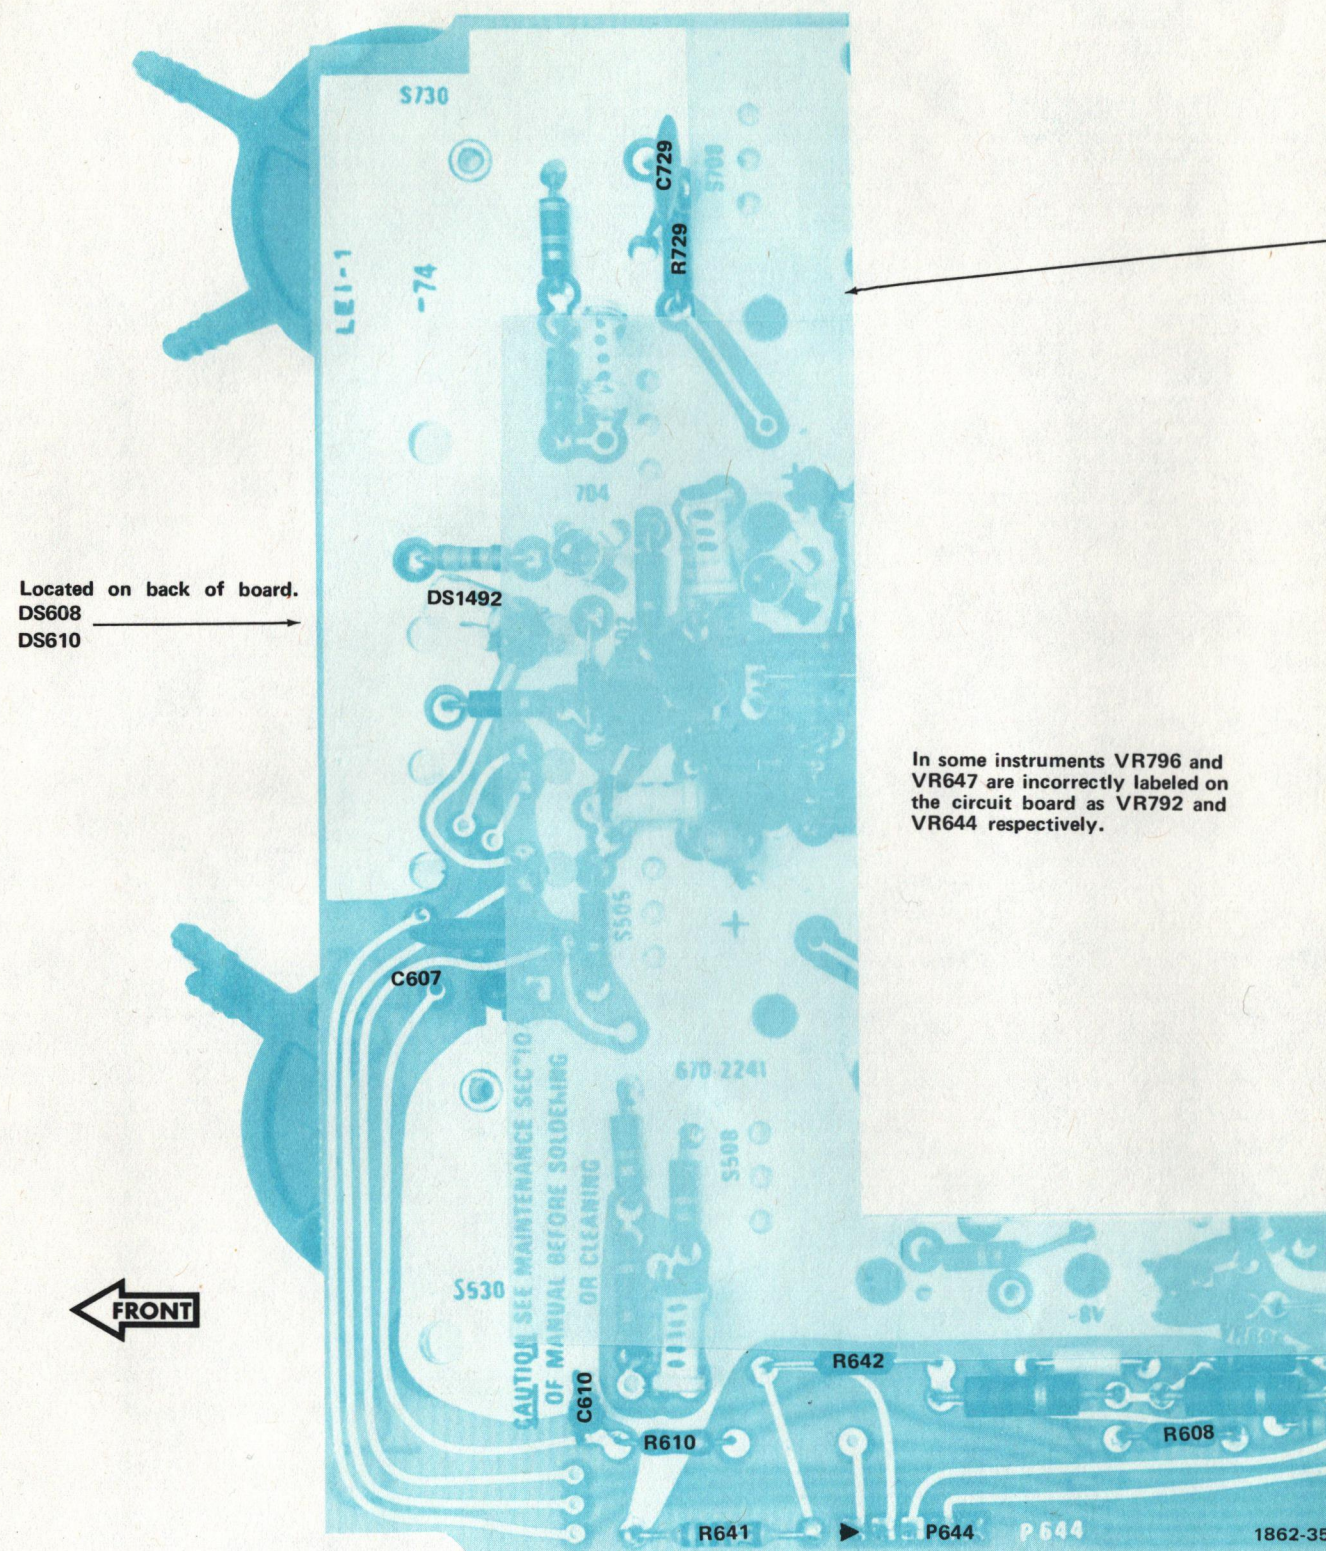 S730
C729
S708
R729
LEI-1
-74
704
Located on back of board.
DS608
DS610
DS1492
In some instruments VR796 and
VR647 are incorrectly labeled on
the circuit board as VR792 and
VR644 respectively.
S505
+
C607
670-2241
S508
CAUTION SEE MAINTENANCE SECTIO
OF MANUAL BEFORE SOLDERING
OR CLEANING
S530
FRONT
A8
R642
C610
R610
R608
R641
P644
P644
1862-35